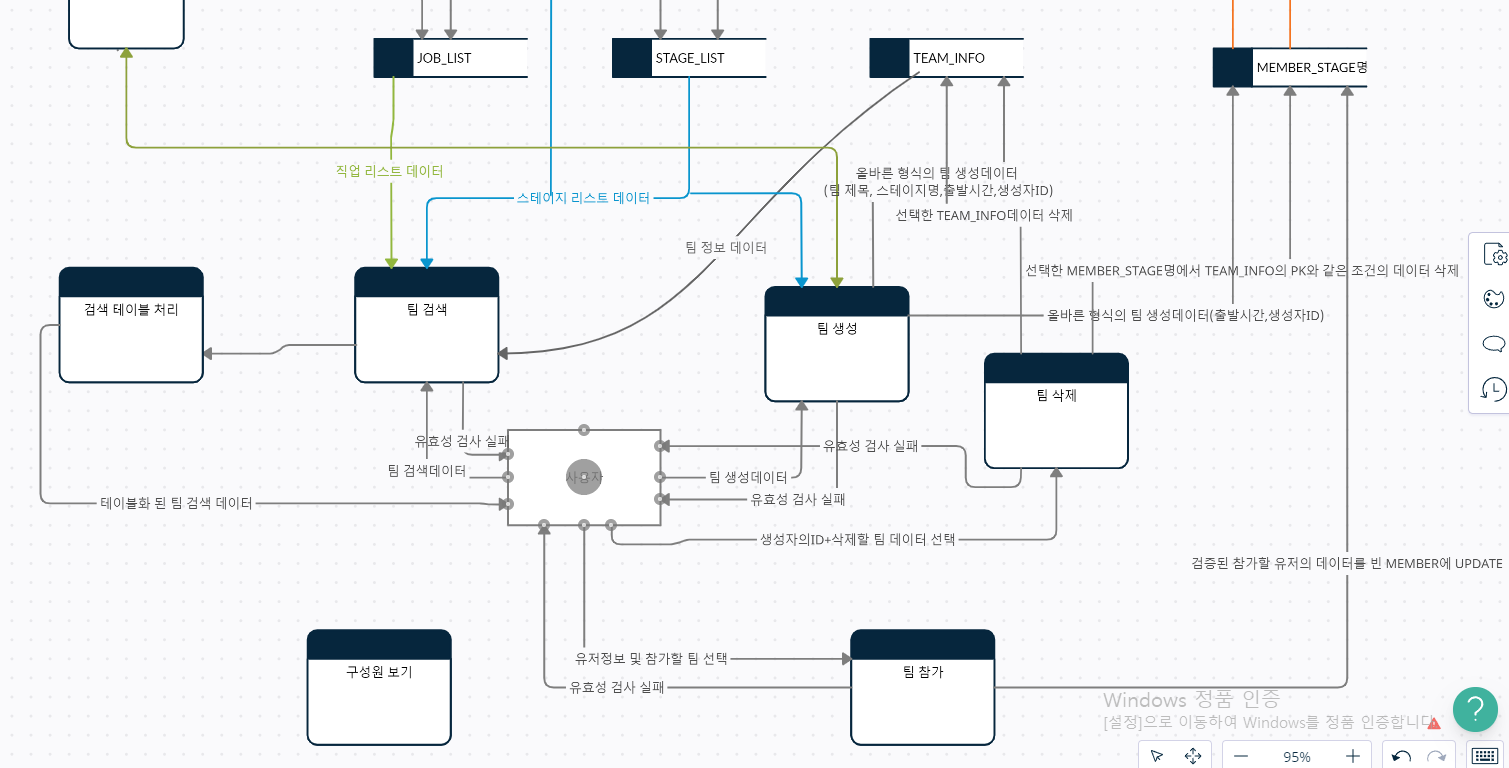 JOB_LIST
STAGE_LIST
TEAM_INFO
MEMBER_STAGE명
직업 리스트 데이터
올바른 형식의 팀 생성데이터
(팀 제목, 스테이지명,출발시간,생성자ID)
스테이지 리스트 데이터
선택한 TEAM_INFO데이터 삭제
팀 정보 데이터
선택한 MEMBER_STAGE명에서 TEAM_INFO의 PK와 같은 조건의 데이터 삭제
검색 테이블 처리
팀 검색
올바른 형식의 팀 생성데이터(출발시간,생성자ID)
팀 생성
팀 삭제
유효성 검사 실패
유효성 검사 실패
팀 검색데이터
사용자
팀 생성데이터
유효성 검사 실패
테이블화 된 팀 검색 데이터
생성자의ID+삭제할 팀 데이터 선택
검증된 참가할 유저의 데이터를 빈 MEMBER에 UPDATE
유저정보 및 참가할 팀 선택
구성원 보기
팀 참가
유효성 검사 실패
Windows 정품 인증
[설정]으로 이동하여 Windows를 정품 인증합니다
95%